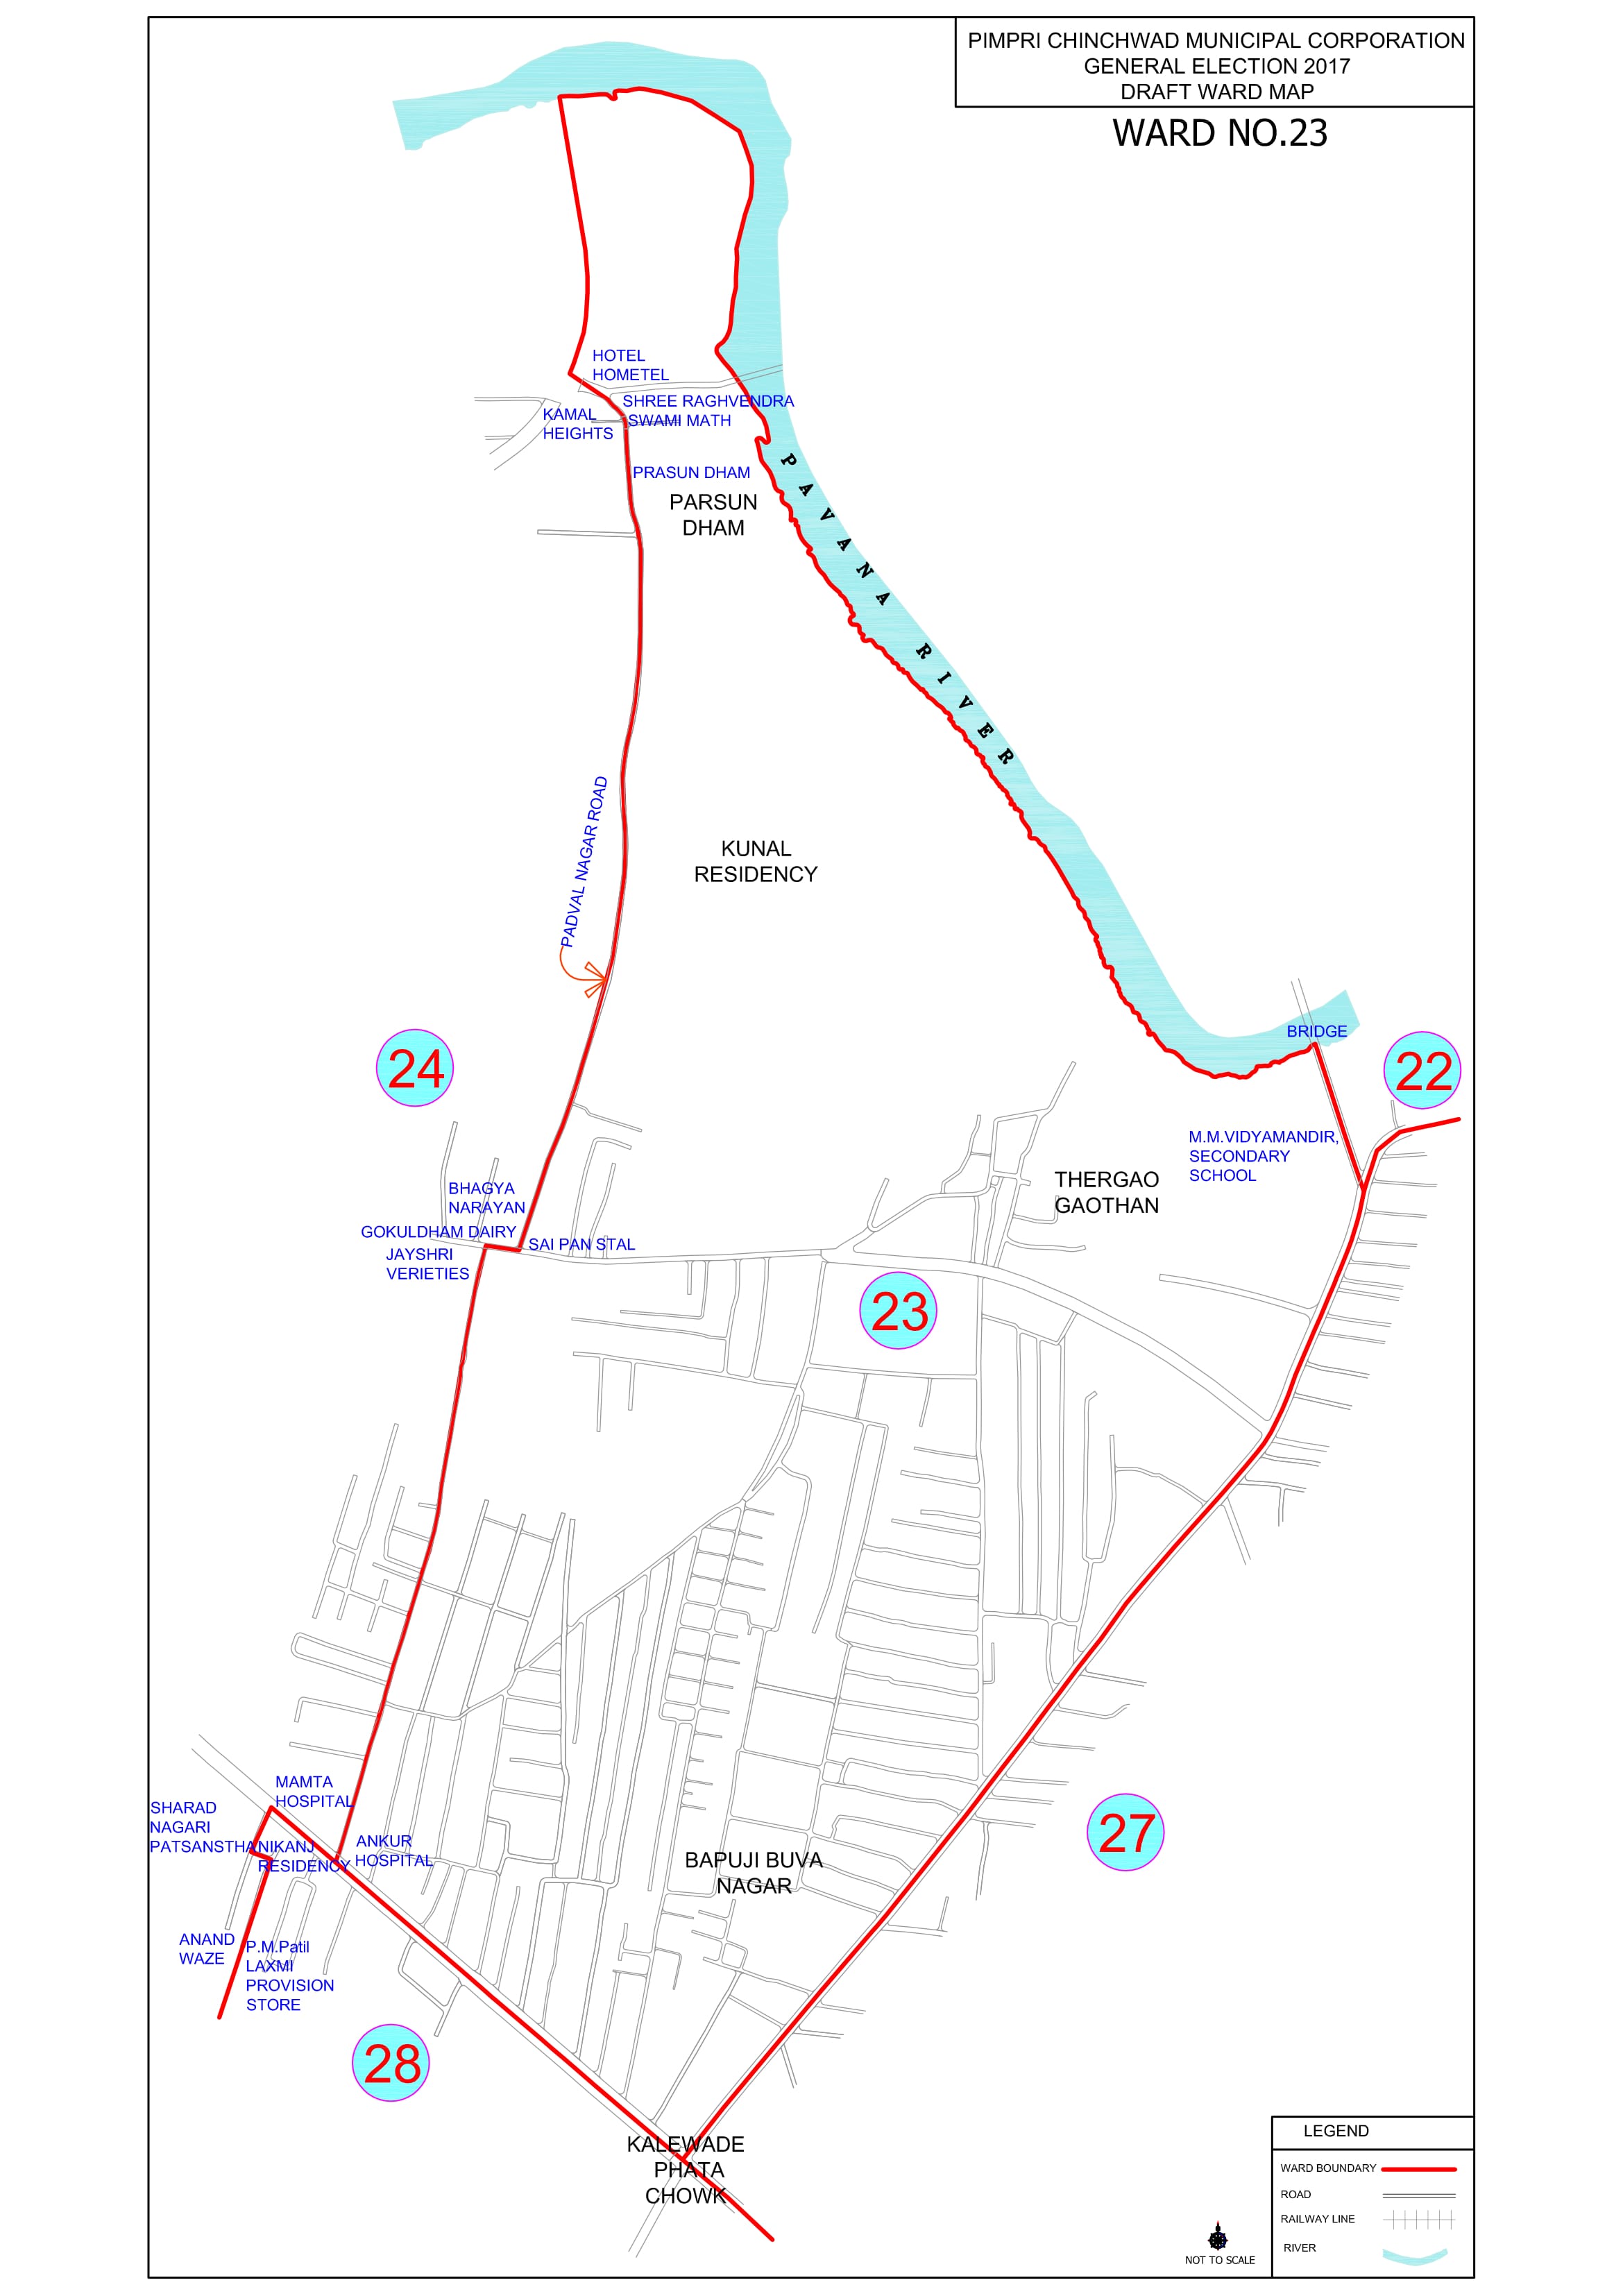 PIMPRI CHINCHWAD MUNICIPAL CORPORATION
GENERAL ELECTION 2017
DRAFT WARD MAP
WARD NO.23
HOTEL
HOMETEL
SHREE RAGHVENDRA
SWAMI MATH
KAMAL
HEIGHTS
PRASUN DHAM
PARSUN
DHAM
PAVANA RIVER
PADVAL NAGAR ROAD
KUNAL
RESIDENCY
BRIDGE
24
22
M.M.VIDYAMANDIR,
SECONDARY
SCHOOL
THERGAO
GAOTHAN
BHAGYA
NARAYAN
GOKULDHAM DAIRY
SAI PAN STAL
JAYSHRI
VERIETIES
23
MAMTA
HOSPITAL
SHARAD
NAGARI
PATSANSTHA
NIKANJ
RESIDENCY
ANKUR
HOSPITAL
27
BAPUJI BUVA
NAGAR
ANAND
WAZE
P.M.Patil
LAXMI
PROVISION
STORE
28
KALEWADE
PHATA
CHOWK
LEGEND
WARD BOUNDARY
ROAD
RAILWAY LINE
RIVER
NOT TO SCALE